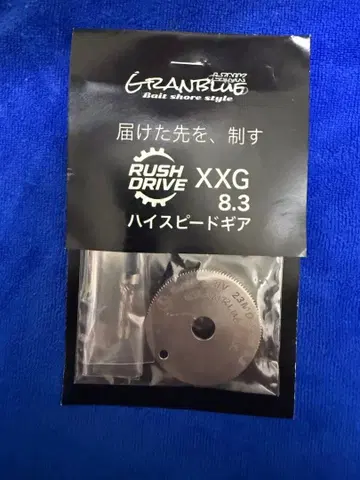 GRANBLUE
Bait shore style
届けた先を、制す
RUSH
DRIVE
XXG
8.3
ハイスピードギア